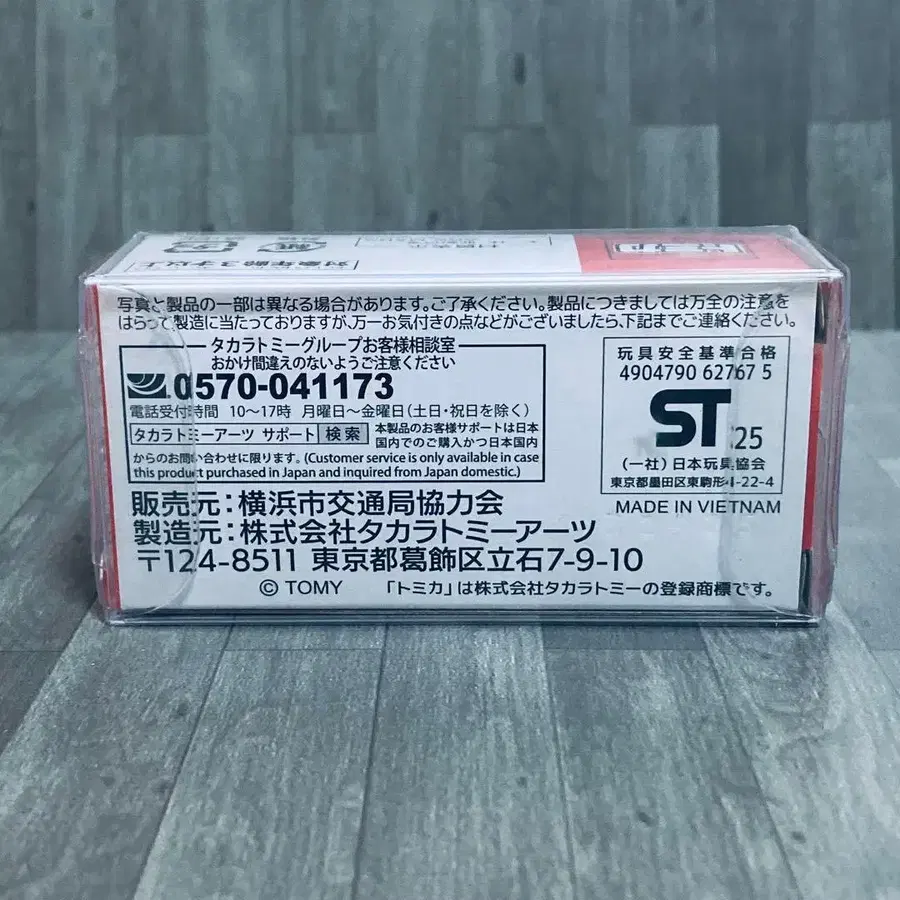 対象年齢3才以上
写真と製品の一部は異なる場合があります。ご了承ください。製品につきましては万全の注意を
はらって製造に当たっておりますが、万一お気付きの点などがございましたら、下記までご連絡ください。
タカラトミーグループお客様相談室
おかけ間違えのないようご注意ください
0570-041173
電話受付時間 10〜17時 月曜日〜金曜日(土日・祝日を除く)
タカラトミーアーツ サポート 検索 本製品のお客様サポートは日本
国内でのご購入かつ日本国内
からのお問い合わせに限ります。(Customer service is only available in case
this product purchased in Japan and inquired from Japan domestic.)
玩具安全基準合格
4904790 62767 5
ST 25
(一社)日本玩具協会
東京都墨田区東駒形4-22-4
MADE IN VIETNAM
販売元:横浜市交通局協力会
製造元:株式会社タカラトミーアーツ
〒124-8511 東京都葛飾区立石7-9-10
© TOMY 「トミカ」は株式会社タカラトミーの登録商標です。